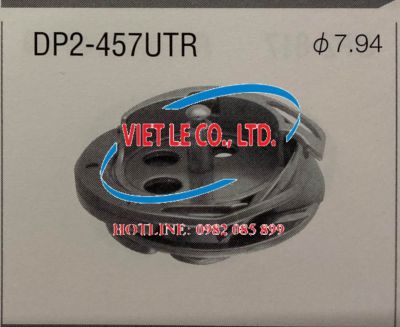 DP2-457UTR φ7.94
VIET LE CO., LTD.
HOTLINE: 0982 085 899